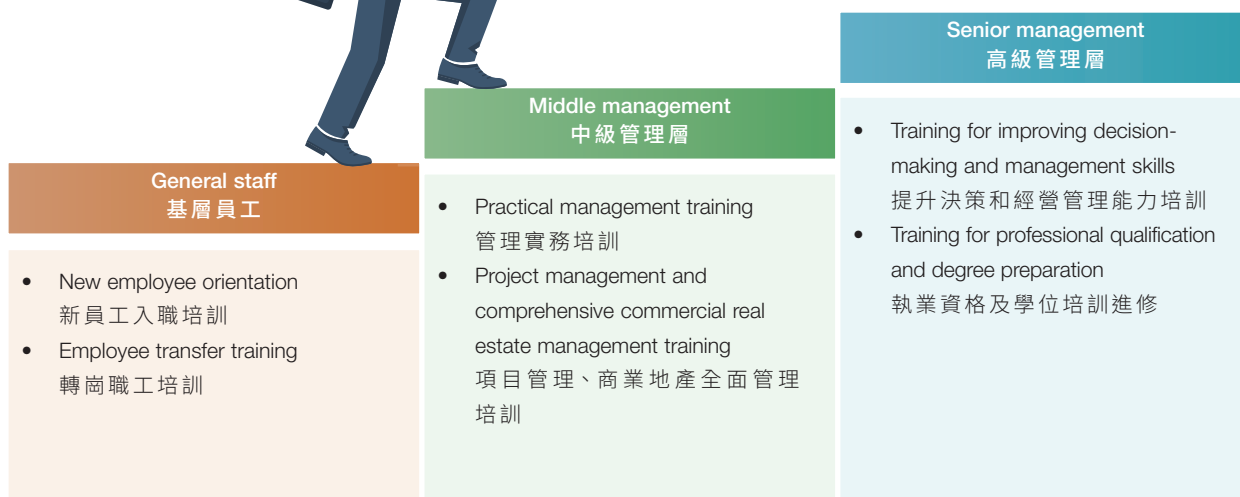 General staff
基層員工
• New employee orientation
新員工入職培訓
• Employee transfer training
轉崗職工培訓
Middle management
中級管理層
• Practical management training
管理實務培訓
• Project management and
comprehensive commercial real
estate management training
項目管理、商業地產全面管理
培訓
Senior management
高級管理層
• Training for improving decision-
making and management skills
提升決策和經營管理能力培訓
• Training for professional qualification
and degree preparation
執業資格及學位培訓進修